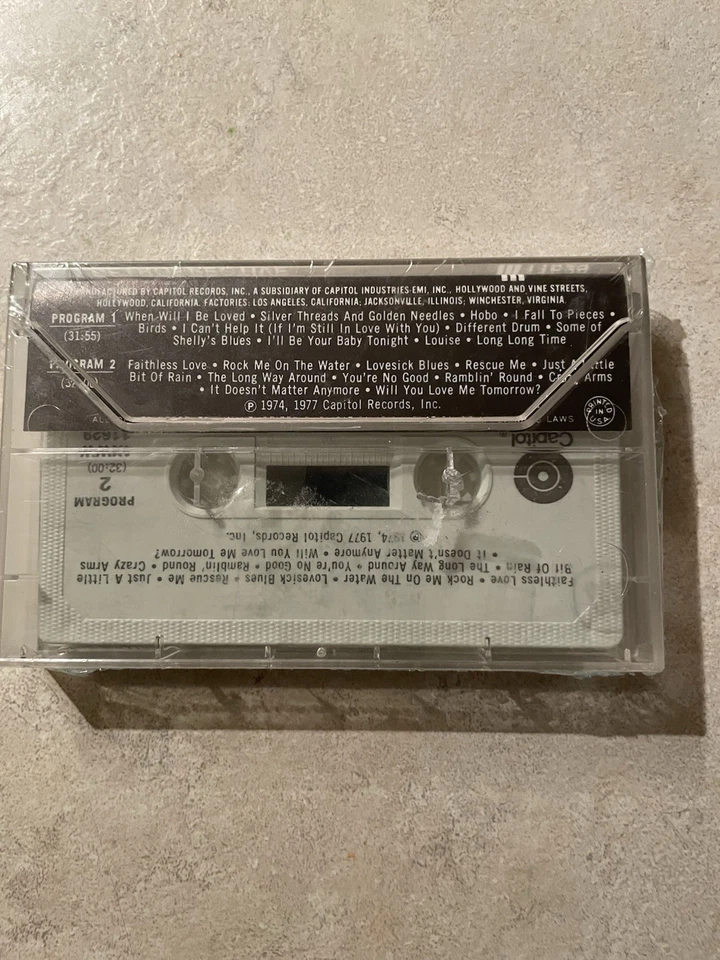 MANUFACTURED BY CAPITOL RECORDS, INC., A SUBSIDIARY OF CAPITOL INDUSTRIES-EMI, INC., HOLLYWOOD AND VINE STREETS,
HOLLYWOOD, CALIFORNIA. FACTORIES: LOS ANGELES, CALIFORNIA; JACKSONVILLE, ILLINOIS; WINCHESTER, VIRGINIA.
PROGRAM 1 When Will I Be Loved • Silver Threads And Golden Needles • Hobo • I Fall To Pieces •
(31:55) Birds • I Can't Help It (If I'm Still In Love With You) • Different Drum • Some of
Shelly's Blues • I'll Be Your Baby Tonight • Louise • Long Long Time
PROGRAM 2 Faithless Love • Rock Me On The Water • Lovesick Blues • Rescue Me • Just A Little
(32:00) Bit Of Rain • The Long Way Around • You're No Good • Ramblin' Round • Crazy Arms
• It Doesn't Matter Anymore • Will You Love Me Tomorrow?
℗ 1974, 1977 Capitol Records, Inc.
LAWS
PRINTED IN USA
Capitol®
PROGRAM
2
(32:00)
℗ 1974, 1977 Capitol Records, Inc.
Faithless Love • Rock Me On The Water • Lovesick Blues • Rescue Me • Just A Little
Bit Of Rain • The Long Way Around • You're No Good • Ramblin' Round • Crazy Arms
• It Doesn't Matter Anymore • Will You Love Me Tomorrow?